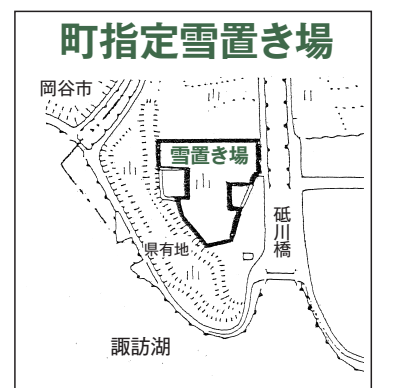 町指定雪置き場
岡谷市
雪置き場
砥川橋
県有地
諏訪湖